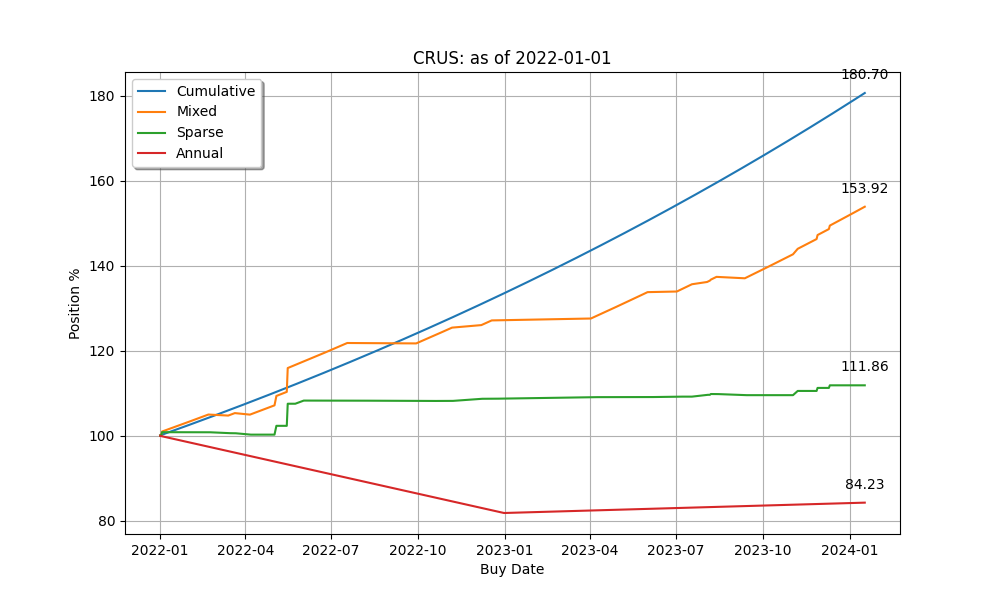 CRUS: as of 2022-01-01
Cumulative
Mixed
Sparse
Annual
180.70
153.92
111.86
84.23
180
160
140
120
100
80
Position %
2022-01 2022-04 2022-07 2022-10 2023-01 2023-04 2023-07 2023-10 2024-01
Buy Date